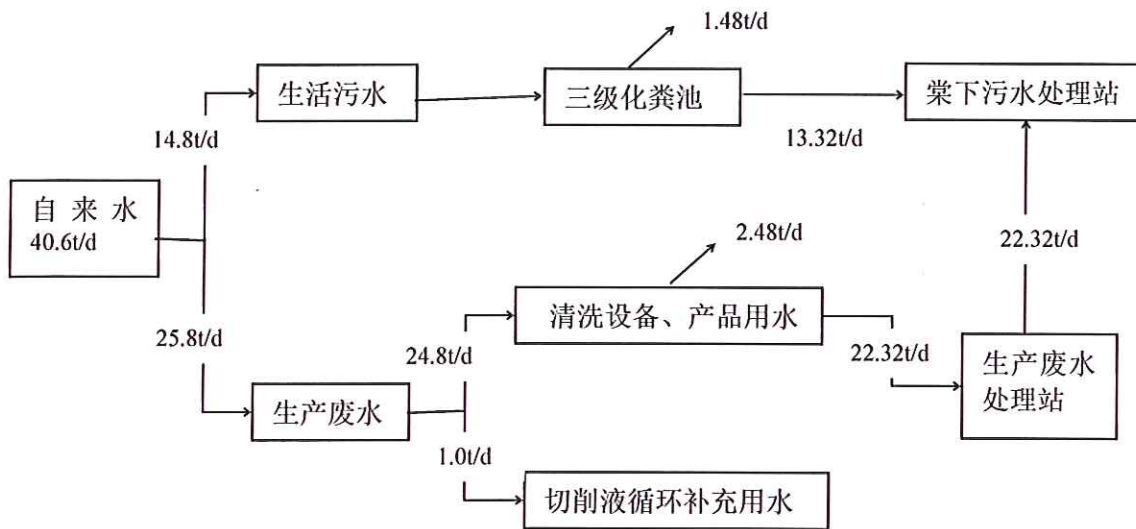 1.48t/d
生活污水
三级化粪池
棠下污水处理站
14.8t/d
13.32t/d
自来水
40.6t/d
2.48t/d
22.32t/d
25.8t/d
清洗设备、产品用水
24.8t/d
22.32t/d
生产废水
处理站
生产废水
1.0t/d
切削液循环补充用水